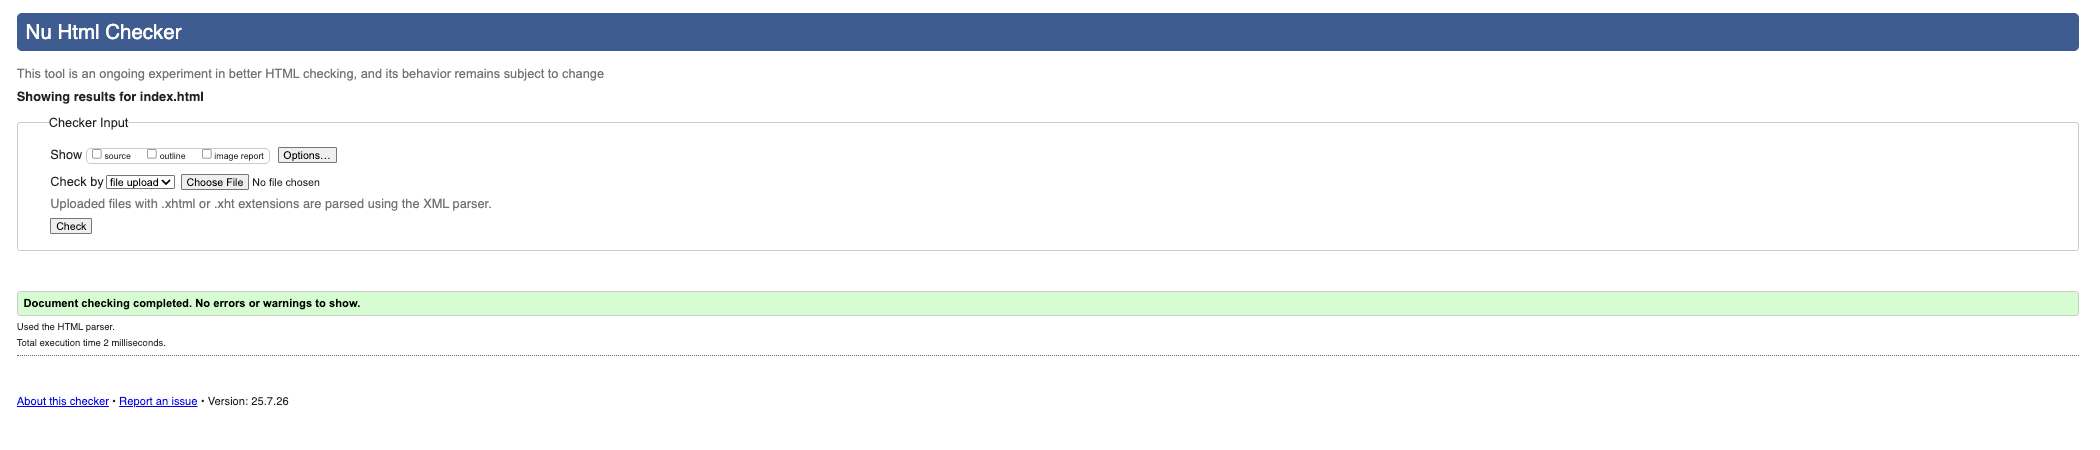 Nu Html Checker
This tool is an ongoing experiment in better HTML checking, and its behavior remains subject to change
Showing results for index.html
Checker Input
Show source outline image report Options...
Check by file upload Choose File No file chosen
Uploaded files with .xhtml or .xht extensions are parsed using the XML parser.
Check
Document checking completed. No errors or warnings to show.
Used the HTML parser.
Total execution time 2 milliseconds.
About this checker • Report an issue • Version: 25.7.26